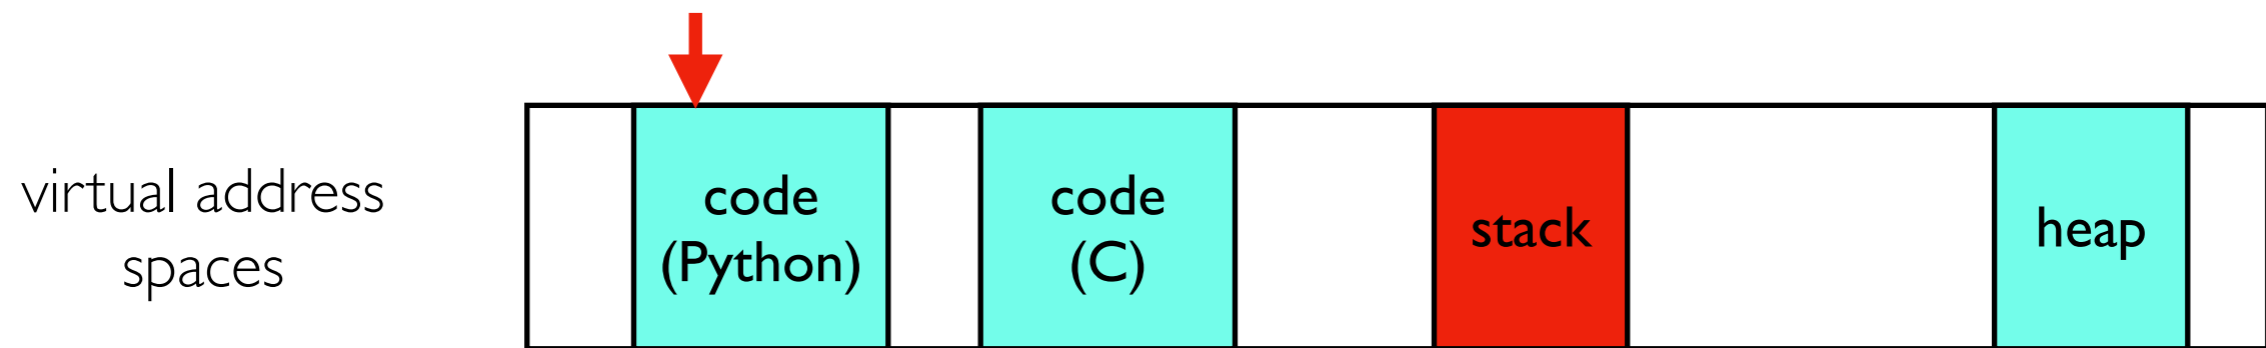 virtual address
spaces
code
(Python)
code
(C)
stack
heap